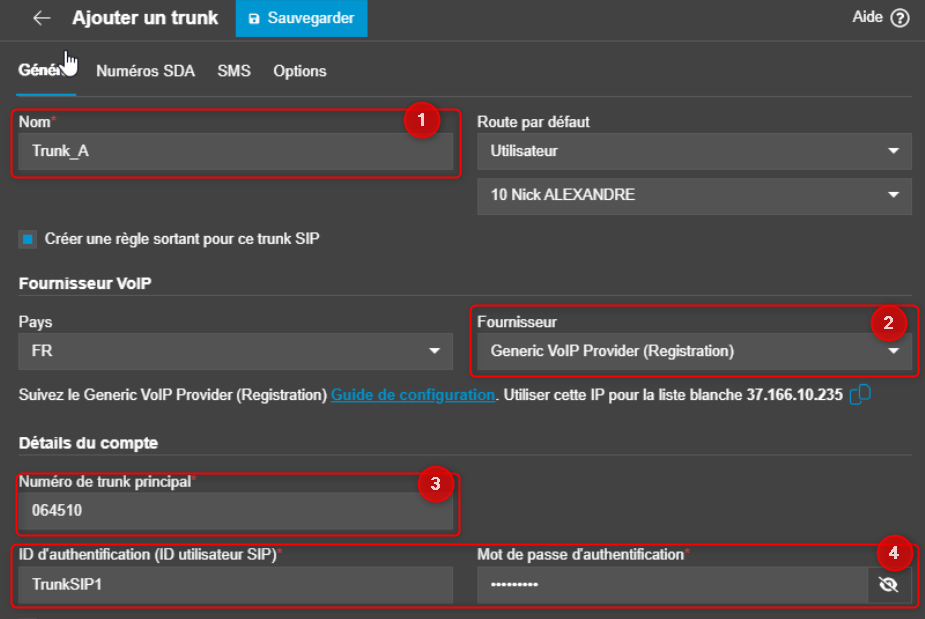 Ajouter un trunk
Sauvegarder
Aide
Numéros SDA
SMS
Options
Nom*
1
Route par défaut
Trunk_A
Utilisateur
10 Nick ALEXANDRE
Créer une règle sortant pour ce trunk SIP
Fournisseur VoIP
Pays
Fournisseur
2
FR
Generic VoIP Provider (Registration)
Suivez le Generic VoIP Provider (Registration) Guide de configuration. Utiliser cette IP pour la liste blanche 37.166.10.235
Détails du compte
Numéro de trunk principal*
3
064510
ID d'authentification (ID utilisateur SIP)*
Mot de passe d'authentification*
4
TrunkSIP1
•••••••••